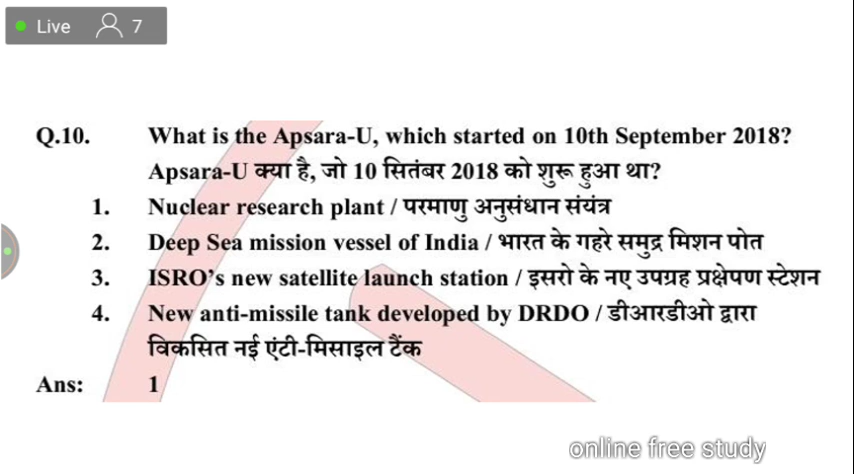 Live 7
Q.10. What is the Apsara-U, which started on 10th September 2018?
Apsara-U क्या है, जो 10 सितंबर 2018 को शुरू हुआ था?
1. Nuclear research plant / परमाणु अनुसंधान संयंत्र
2. Deep Sea mission vessel of India / भारत के गहरे समुद्र मिशन पोत
3. ISRO’s new satellite launch station / इसरो के नए उपग्रह प्रक्षेपण स्टेशन
4. New anti-missile tank developed by DRDO / डीआरडीओ द्वारा
विकसित नई एंटी-मिसाइल टैंक
Ans: 1
online free study